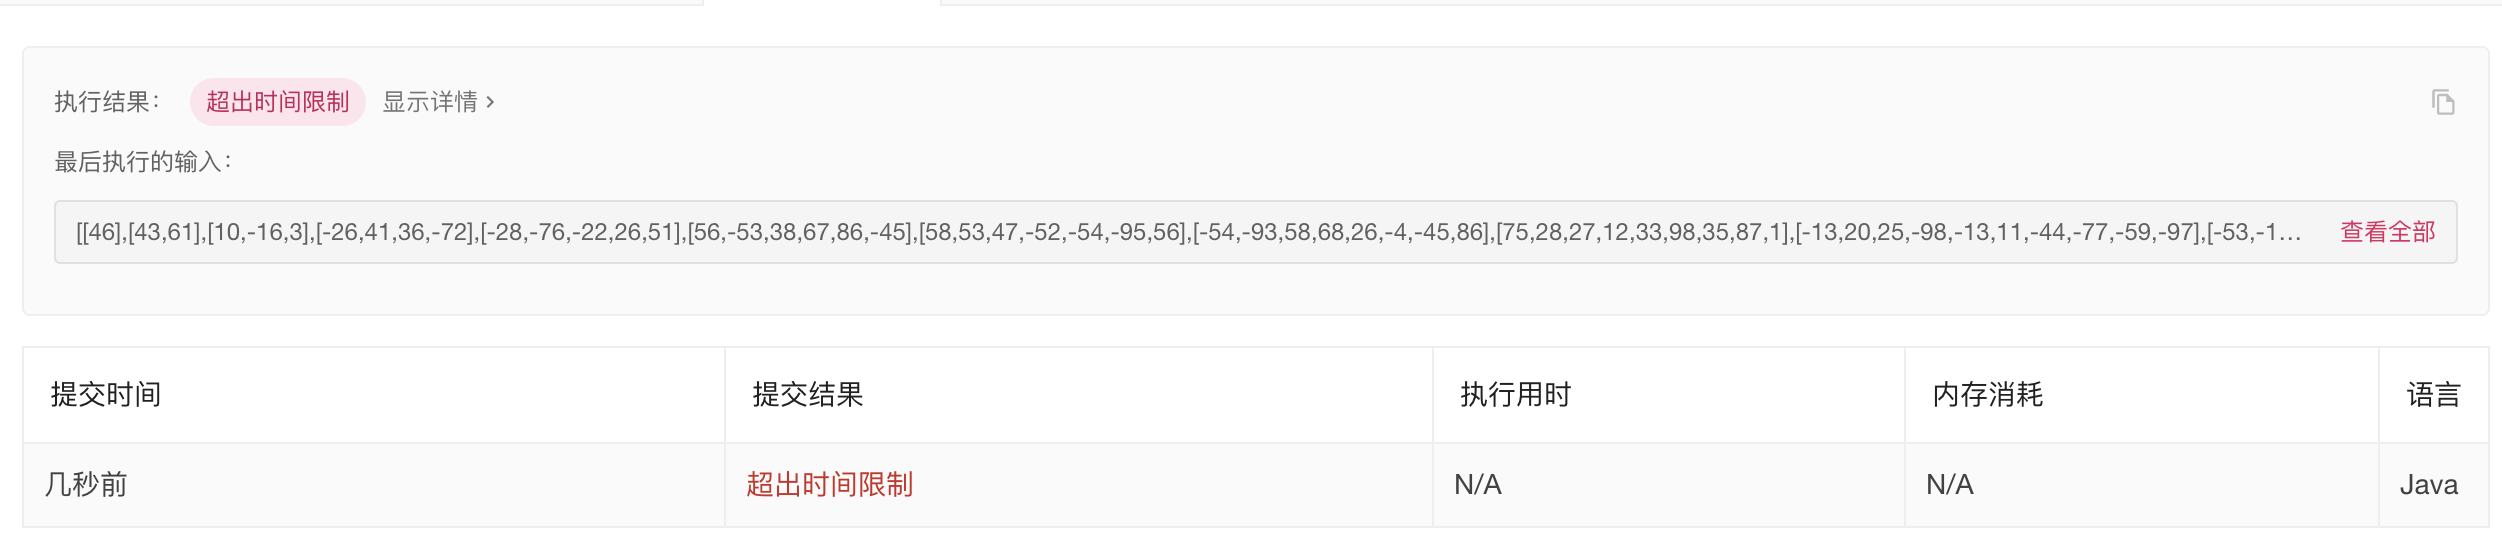 执行结果： 超出时间限制 显示详情 >
最后执行的输入：
[[46],[43,61],[10,-16,3],[-26,41,36,-72],[-28,-76,-22,26,51],[56,-53,38,67,86,-45],[58,53,47,-52,-54,-95,56],[-54,-93,58,68,26,-4,-45,86],[75,28,27,12,33,98,35,87,1],[-13,20,25,-98,-13,11,-44,-77,-59,-97],[-53,-1... 查看全部
提交时间 提交结果 执行用时 内存消耗 语言
几秒前 超出时间限制 N/A N/A Java